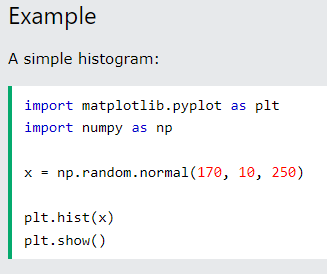 Example
A simple histogram:
import matplotlib.pyplot as plt
import numpy as np
x = np.random.normal(170, 10, 250)
plt.hist(x)
plt.show()